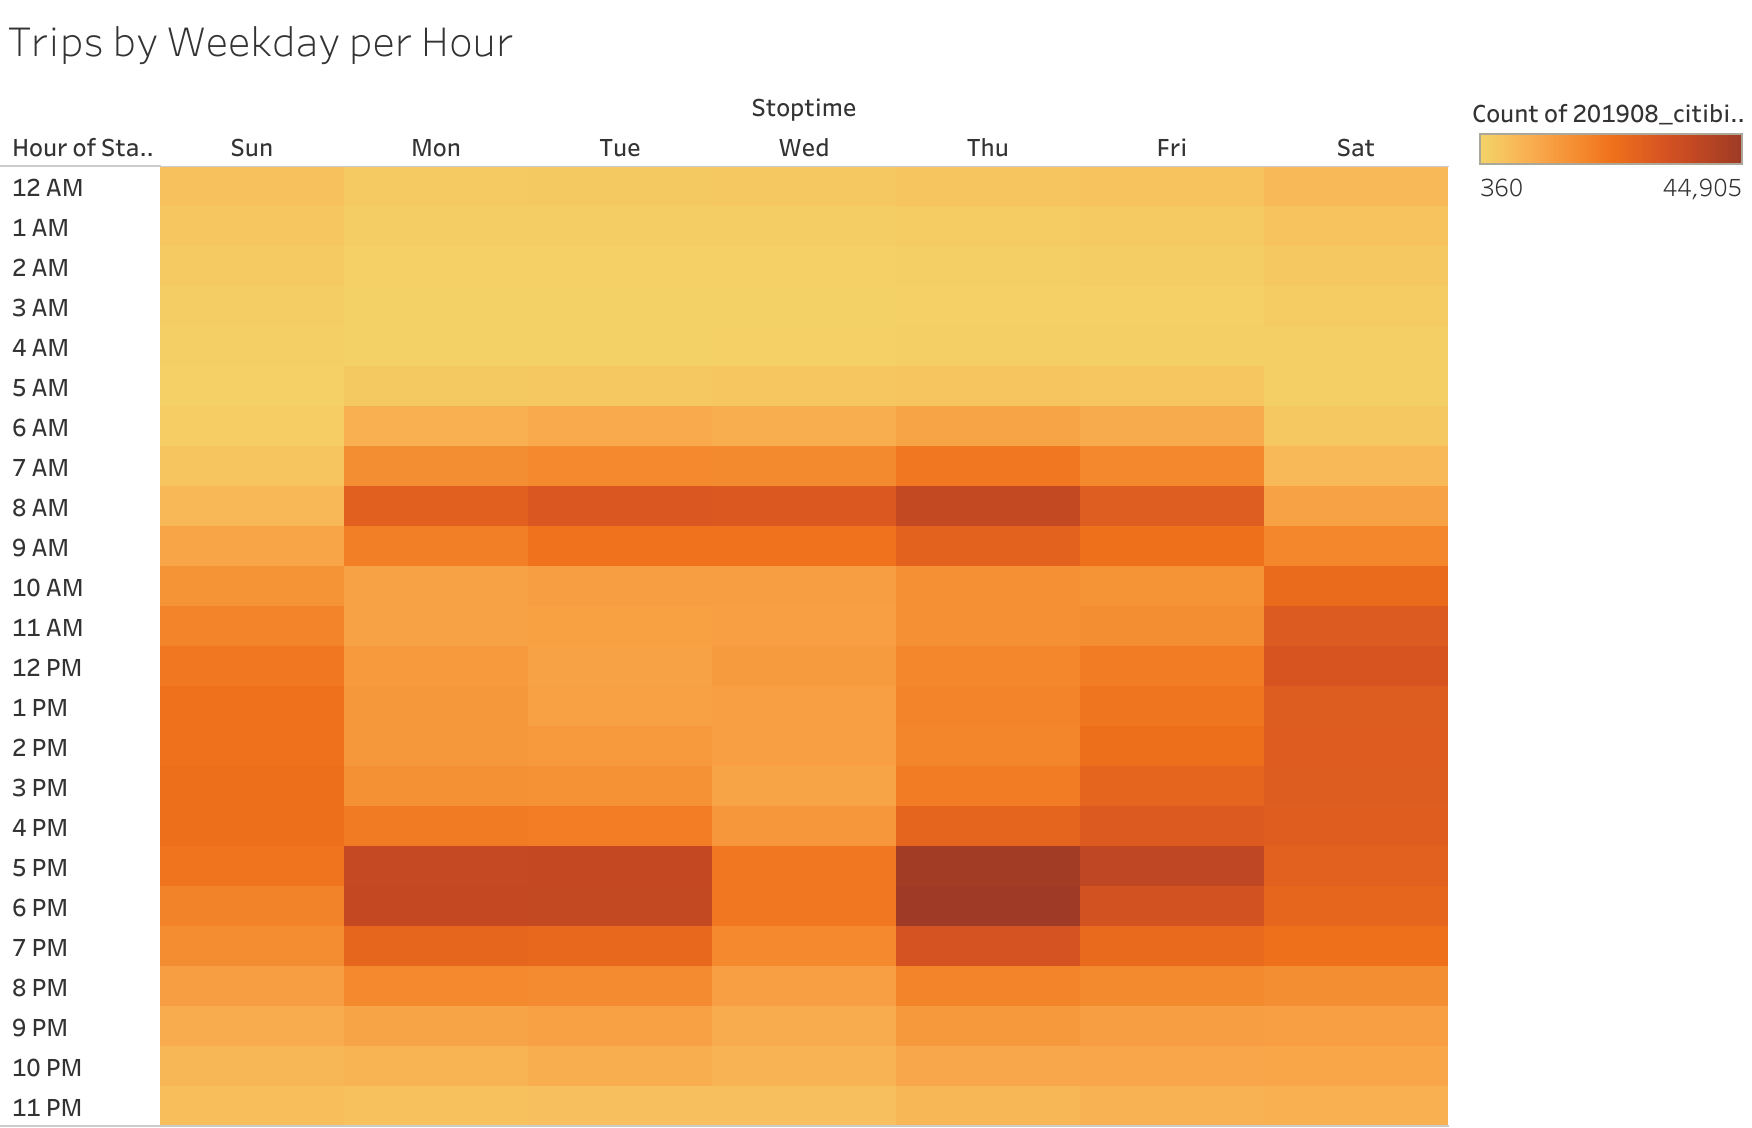 Trips by Weekday per Hour
Stoptime
Hour of Sta.. Sun Mon Tue Wed Thu Fri Sat
12 AM
1 AM
2 AM
3 AM
4 AM
5 AM
6 AM
7 AM
8 AM
9 AM
10 AM
11 AM
12 PM
1 PM
2 PM
3 PM
4 PM
5 PM
6 PM
7 PM
8 PM
9 PM
10 PM
11 PM
Count of 201908_citibi..
360 44,905